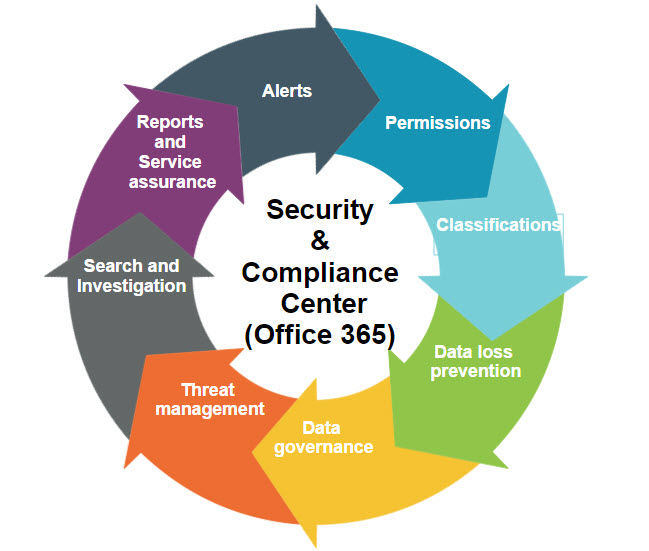 Alerts
Permissions
Classifications
Data loss
prevention
Data
governance
Threat
management
Search and
Investigation
Reports
and
Service
assurance
Security
&
Compliance
Center
(Office 365)